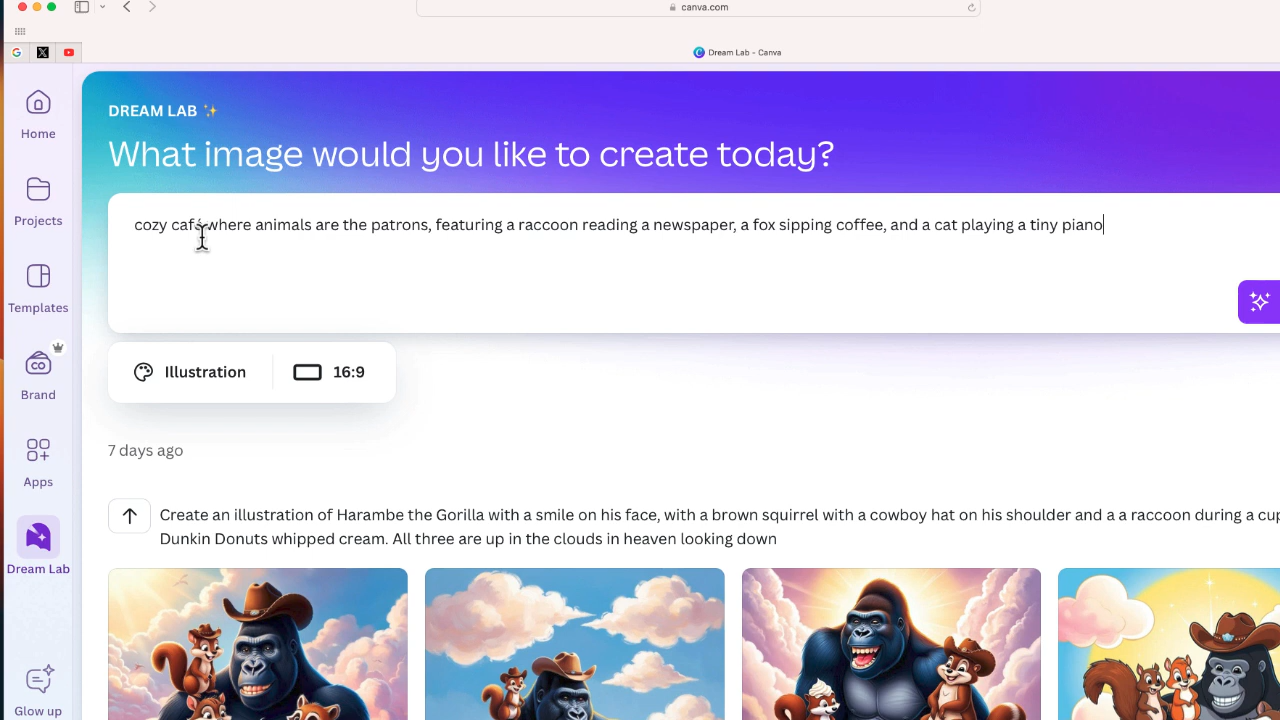 canva.com
Dream Lab - Canva
Home
Projects
Templates
CO
Brand
Apps
Dream Lab
Glow up
DREAM LAB
What image would you like to create today?
cozy café where animals are the patrons, featuring a raccoon reading a newspaper, a fox sipping coffee, and a cat playing a tiny piano
Illustration
16:9
7 days ago
Create an illustration of Harambe the Gorilla with a smile on his face, with a brown squirrel with a cowboy hat on his shoulder and a a raccoon during a cup
Dunkin Donuts whipped cream. All three are up in the clouds in heaven looking down